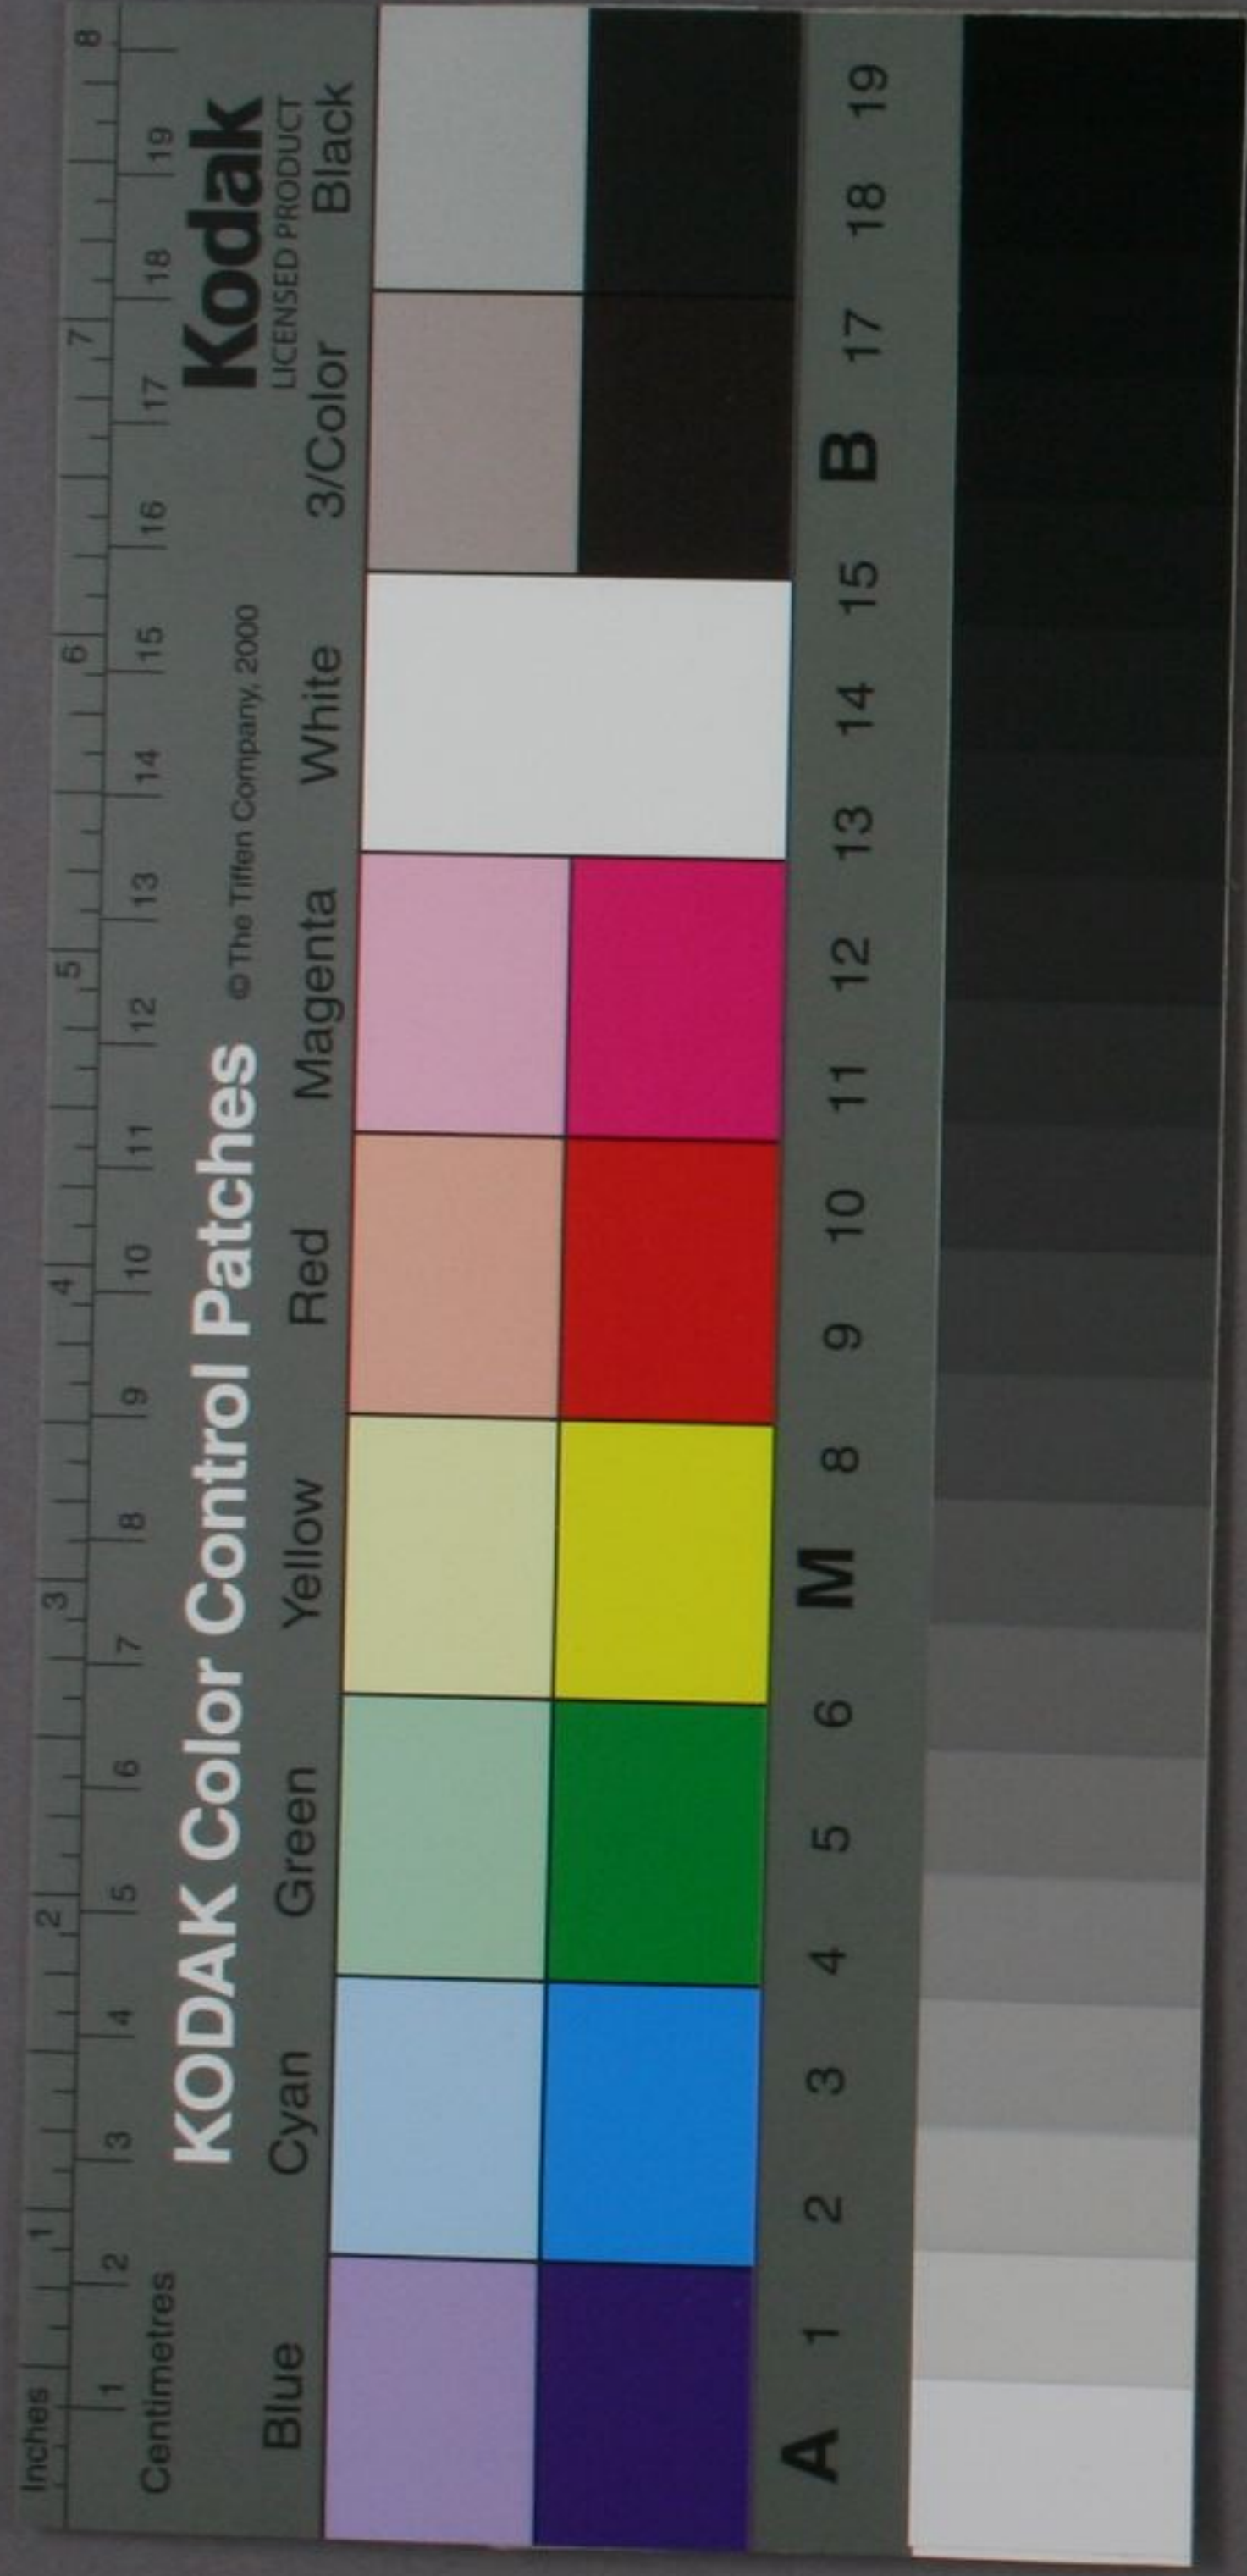 Inches 1 2 3 4 5 6 7 8
1 2 3 4 5 6 7 8 9 10 11 12 13 14 15 16 17 18 19
Centimetres
KODAK Color Control Patches © The Tiffen Company, 2000 Kodak
LICENSED PRODUCT
Blue Cyan Green Yellow Red Magenta White 3/Color Black
A 1 2 3 4 5 6 M 8 9 10 11 12 13 14 15 B 17 18 19